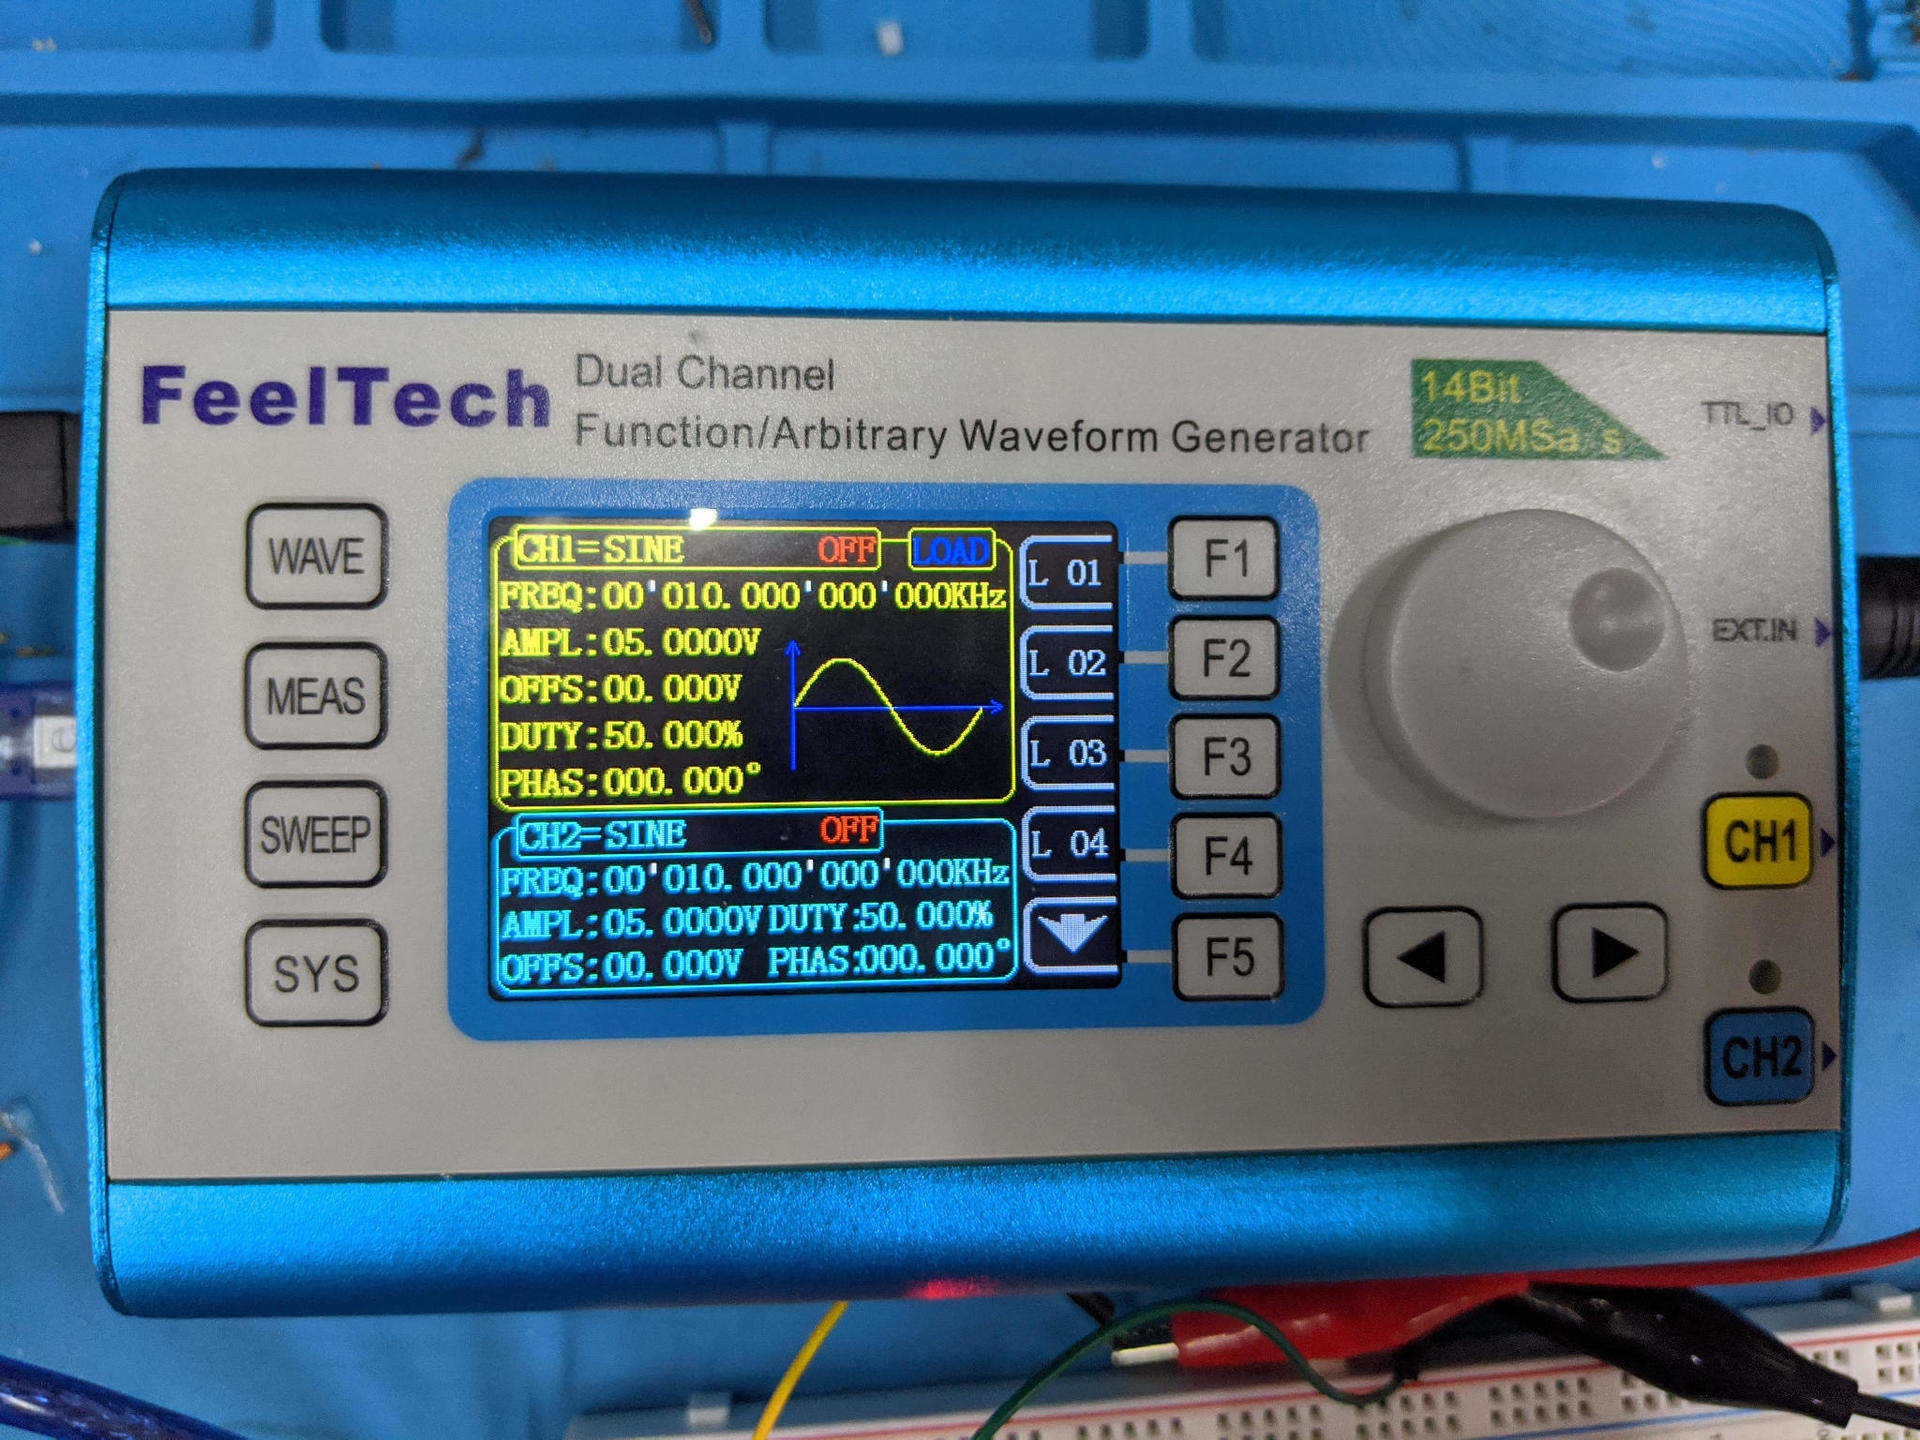 FeelTech
Dual Channel
Function/Arbitrary Waveform Generator
14Bit
250MSa/s
TTL_IO
WAVE
MEAS
SWEEP
SYS
CH1=SINE OFF LOAD
FREQ:00'010.000'000'000KHz
AMPL:05.0000V
OFFS:00.000V
DUTY:50.000%
PHAS:000.000°
CH2=SINE OFF
FREQ:00'010.000'000'000KHz
AMPL:05.0000V DUTY:50.000%
OFFS:00.000V PHAS:000.000°
L 01
L 02
L 03
L 04
F1
F2
F3
F4
F5
EXT.IN
CH1
CH2